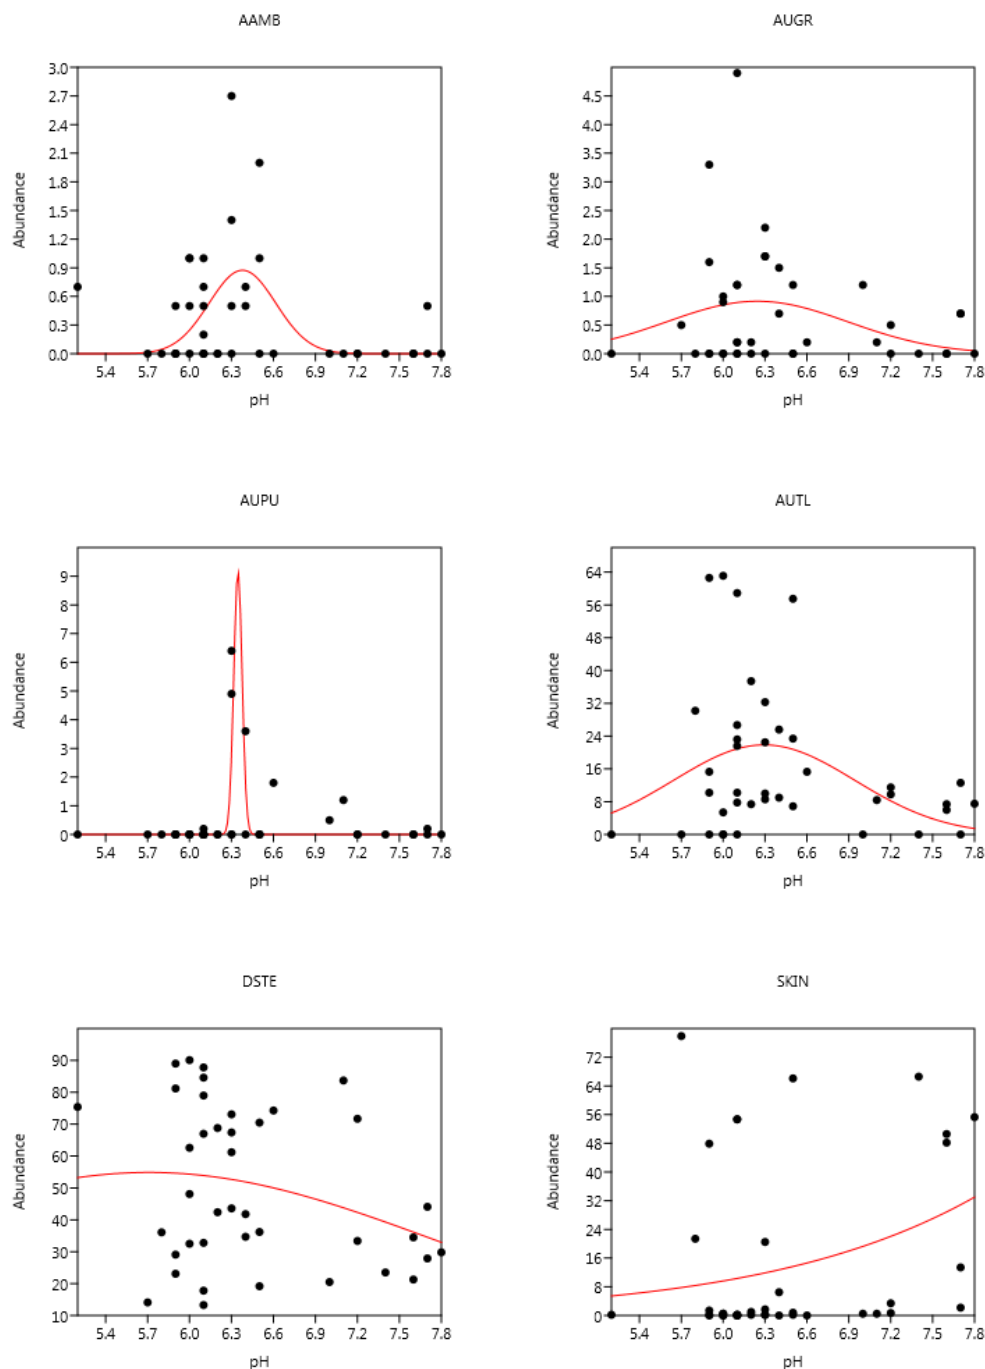 AAMB
AUGR
3.0
2.7
2.4
2.1
1.8
1.5
1.2
0.9
0.6
0.3
0.0
Abundance
5.4 5.7 6.0 6.3 6.6 6.9 7.2 7.5 7.8
pH
4.5
4.0
3.5
3.0
2.5
2.0
1.5
1.0
0.5
0.0
Abundance
5.4 5.7 6.0 6.3 6.6 6.9 7.2 7.5 7.8
pH
AUPU
AUTL
9
8
7
6
5
4
3
2
1
0
Abundance
5.4 5.7 6.0 6.3 6.6 6.9 7.2 7.5 7.8
pH
64
56
48
40
32
24
16
8
0
Abundance
5.4 5.7 6.0 6.3 6.6 6.9 7.2 7.5 7.8
pH
DSTE
SKIN
90
80
70
60
50
40
30
20
10
Abundance
5.4 5.7 6.0 6.3 6.6 6.9 7.2 7.5 7.8
pH
72
64
56
48
40
32
24
16
8
0
Abundance
5.4 5.7 6.0 6.3 6.6 6.9 7.2 7.5 7.8
pH